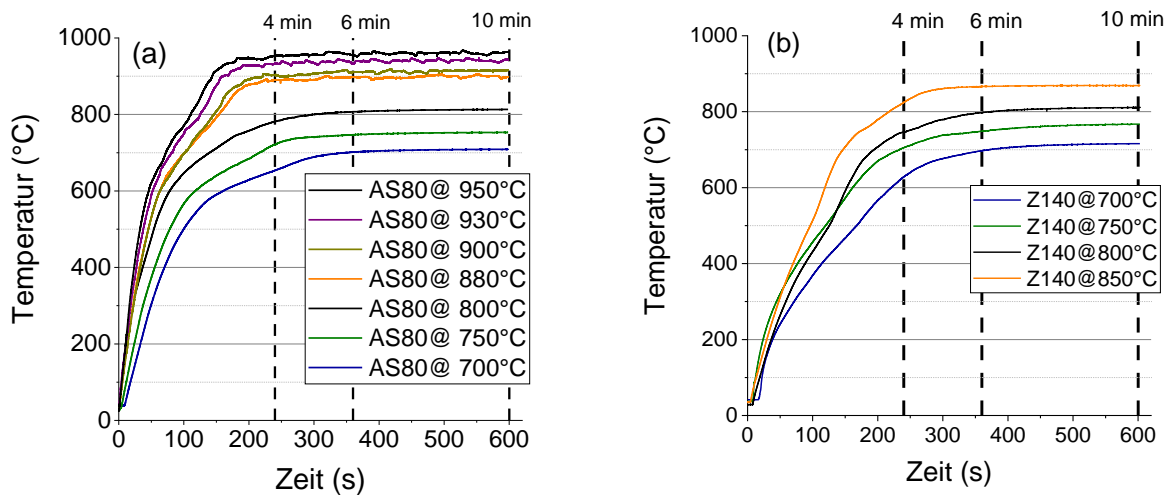 4 min
6 min
10 min
(a)
1000
800
600
400
200
0
Temperatur (°C)
AS80@ 950°C
AS80@ 930°C
AS80@ 900°C
AS80@ 880°C
AS80@ 800°C
AS80@ 750°C
AS80@ 700°C
0 100 200 300 400 500 600
Zeit (s)
4 min
6 min
10 min
(b)
1000
800
600
400
200
0
Temperatur (°C)
Z140@700°C
Z140@750°C
Z140@800°C
Z140@850°C
0 100 200 300 400 500 600
Zeit (s)